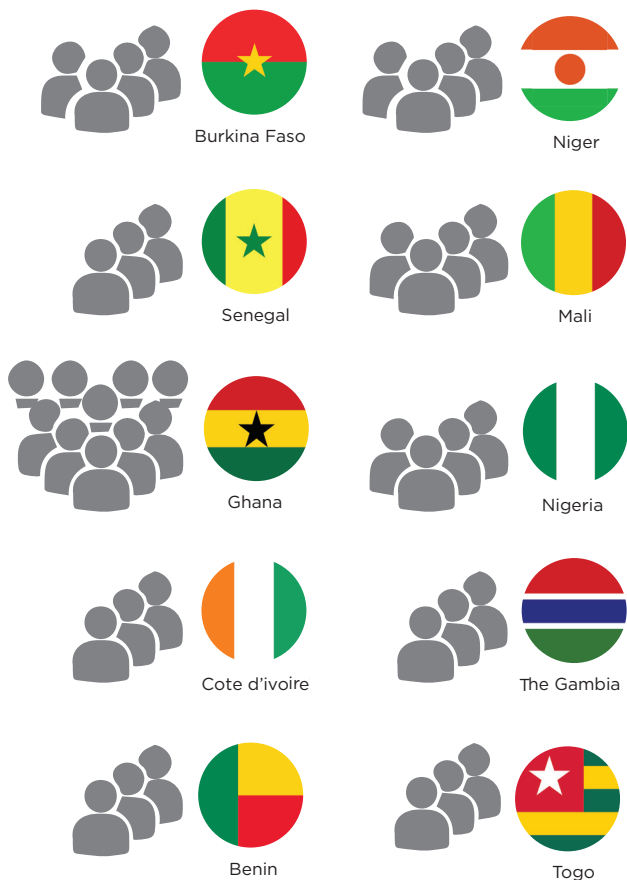 Burkina Faso
Niger
Senegal
Mali
Ghana
Nigeria
Cote d'ivoire
The Gambia
Benin
Togo